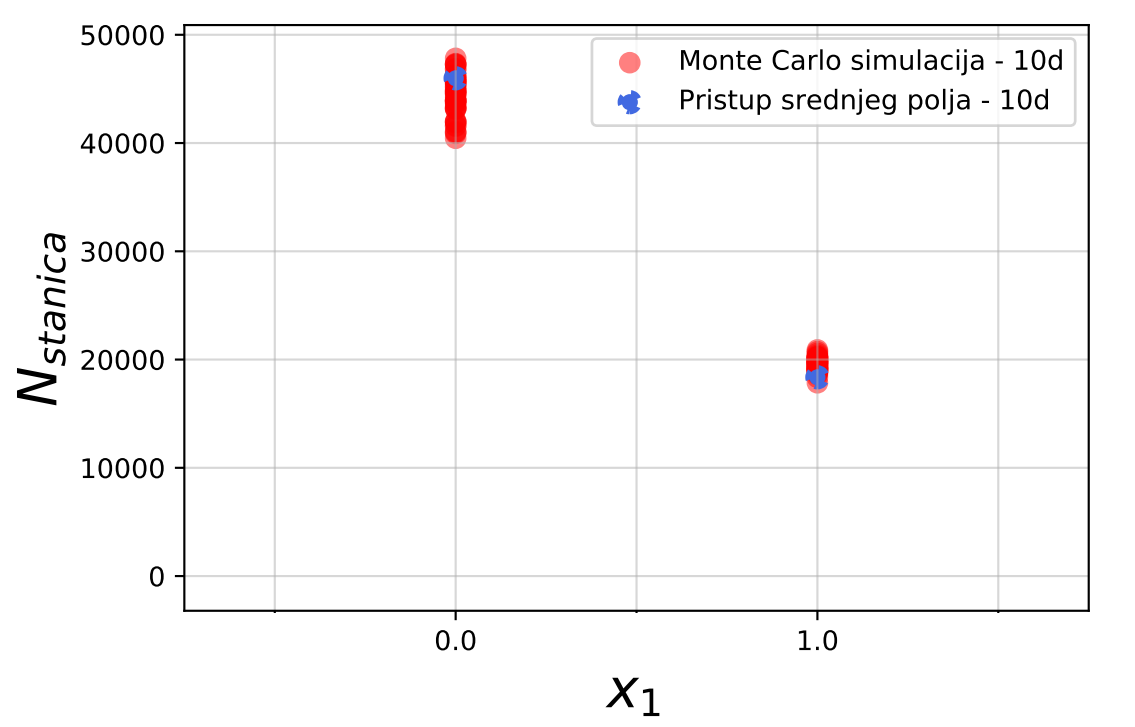 50000
40000
30000
20000
10000
0
N_stanica
Monte Carlo simulacija - 10d
Pristup srednjeg polja - 10d
0.0 1.0
x_1